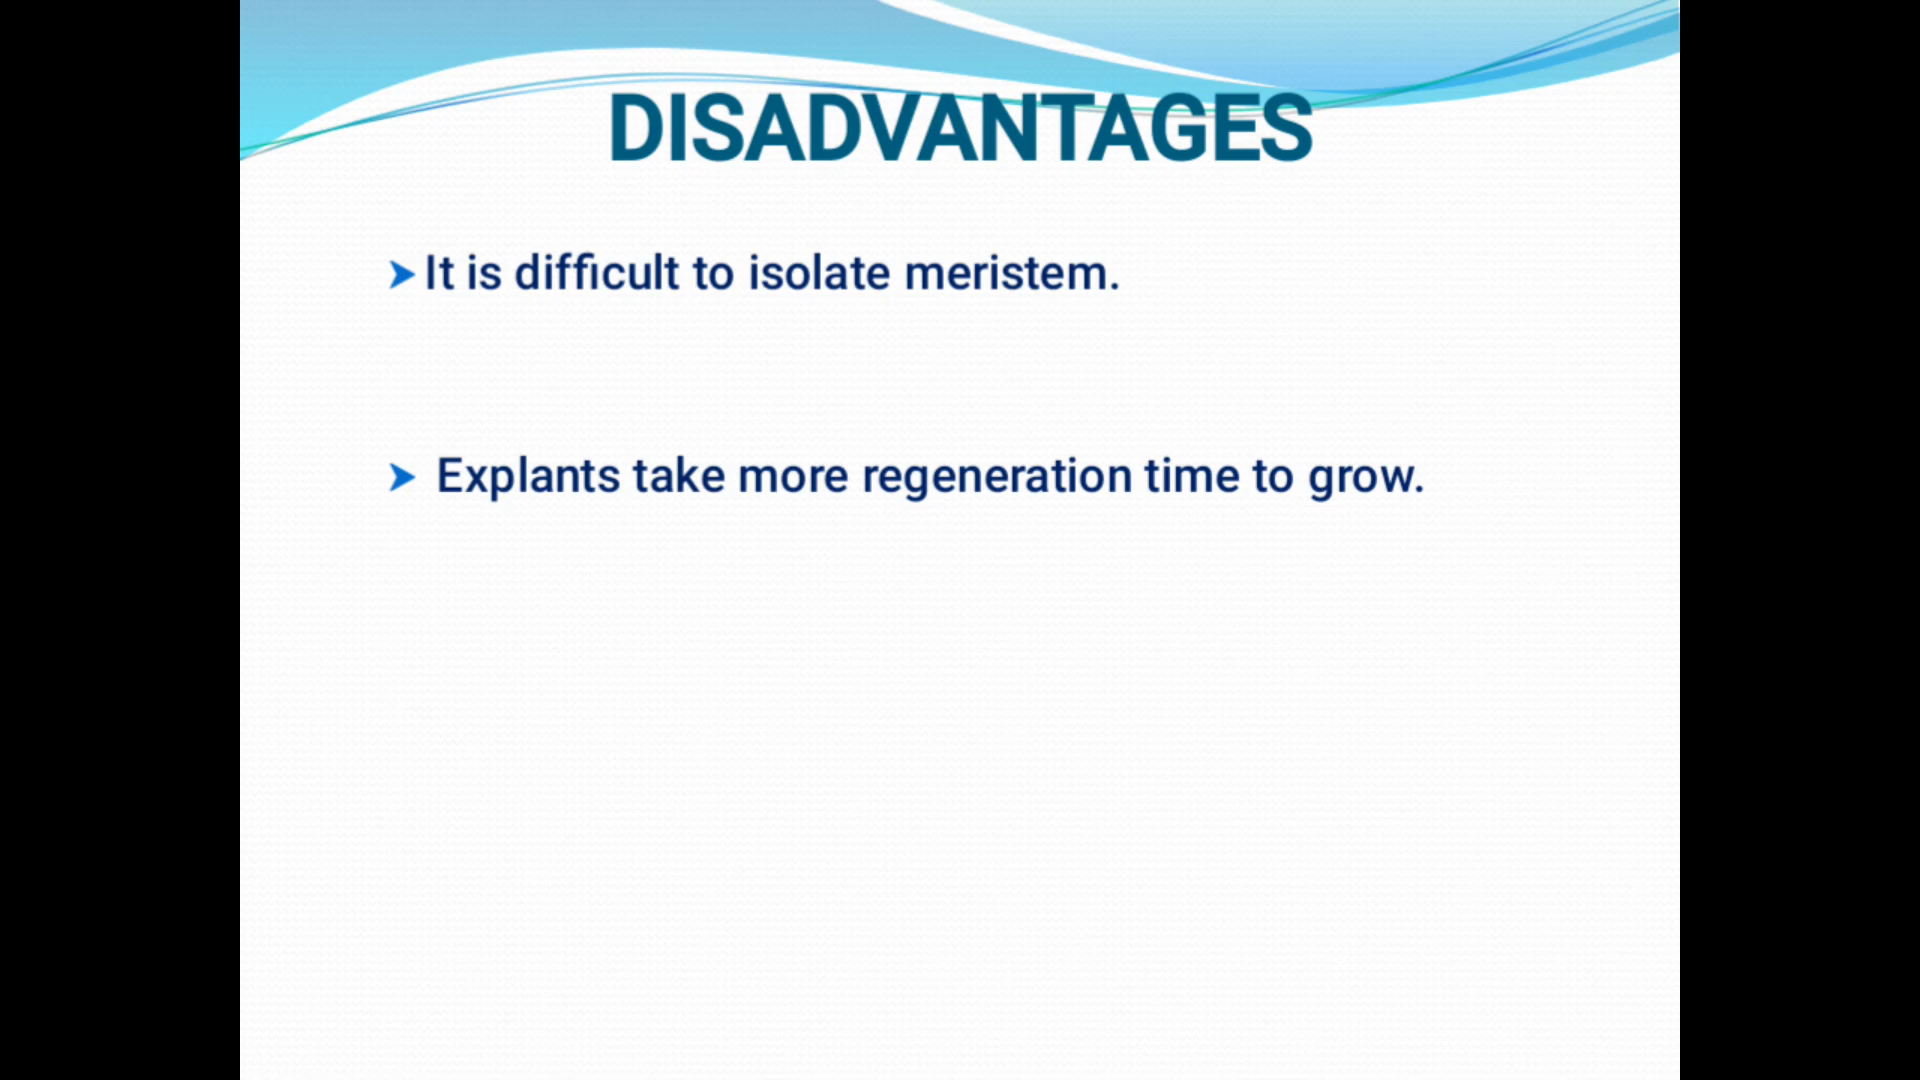 DISADVANTAGES
➤It is difficult to isolate meristem.
➤ Explants take more regeneration time to grow.